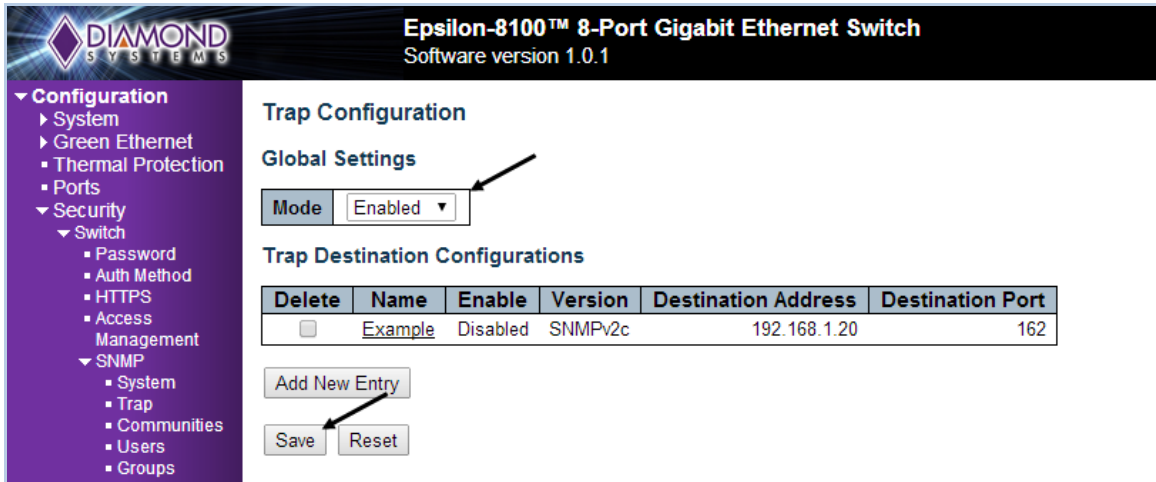 DIAMOND
SYSTEMS
Epsilon-8100™ 8-Port Gigabit Ethernet Switch
Software version 1.0.1
Configuration
System
Green Ethernet
Thermal Protection
Ports
Security
Switch
Password
Auth Method
HTTPS
Access
Management
SNMP
System
Trap
Communities
Users
Groups
Trap Configuration
Global Settings
Mode Enabled
Trap Destination Configurations
Delete Name Enable Version Destination Address Destination Port
Example Disabled SNMPv2c 192.168.1.20 162
Add New Entry
Save Reset